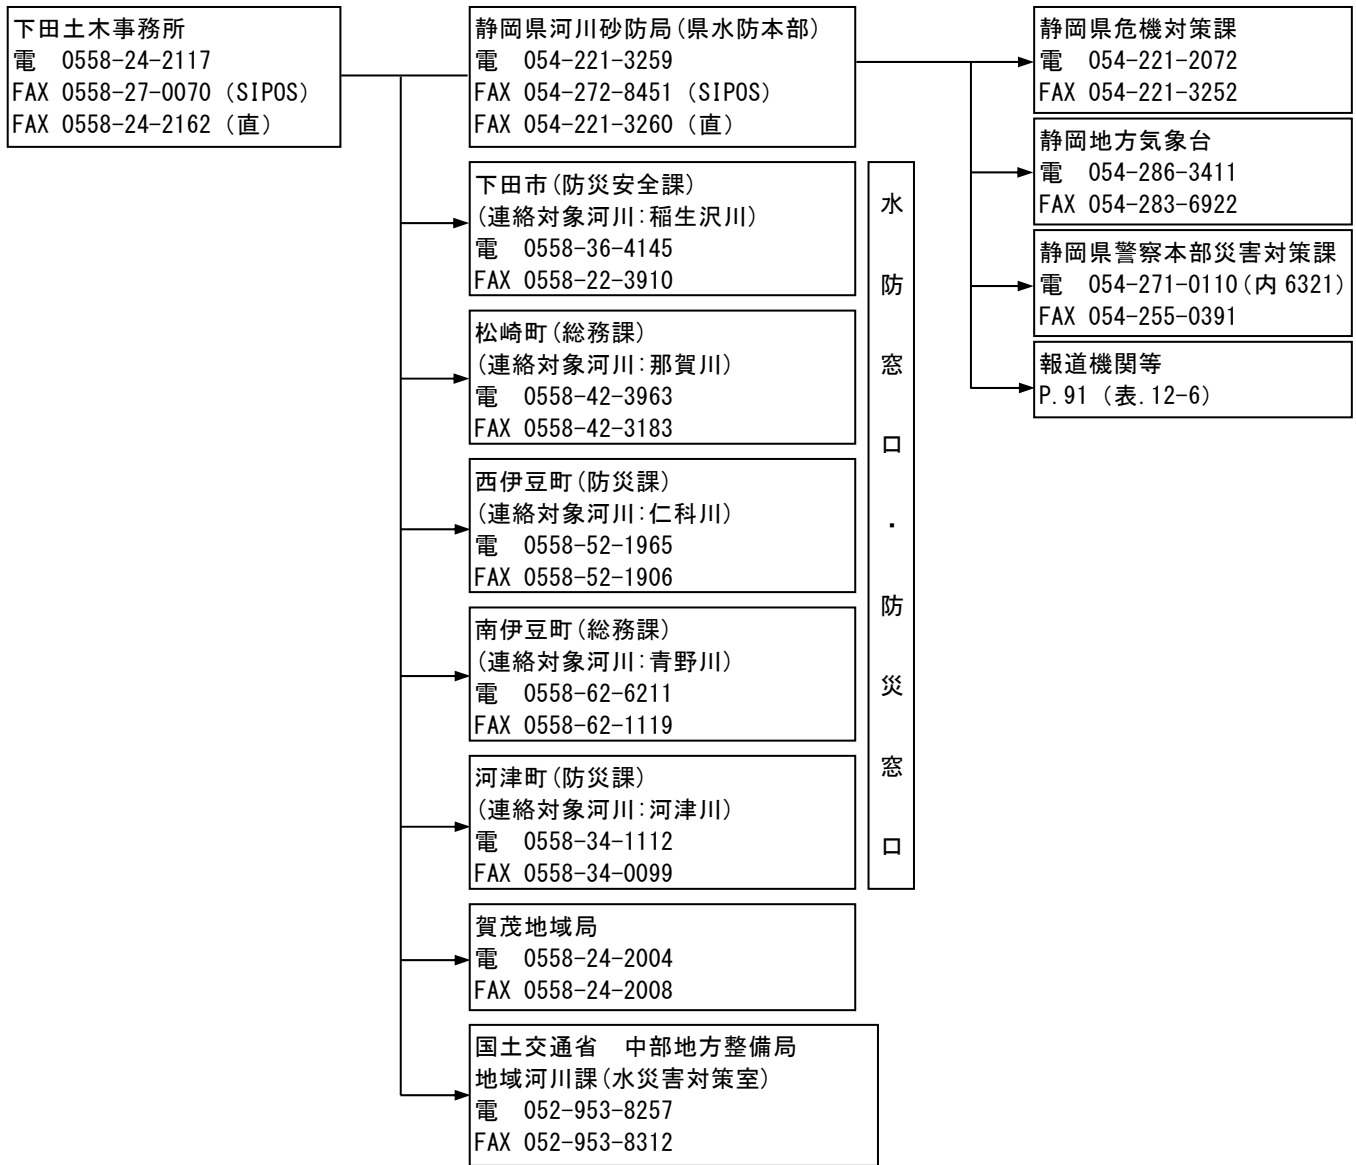 下田土木事務所
電　0558-24-2117
FAX 0558-27-0070 (SIPOS)
FAX 0558-24-2162 (直)
静岡県河川砂防局(県水防本部)
電　054-221-3259
FAX 054-272-8451 (SIPOS)
FAX 054-221-3260 (直)
下田市(防災安全課)
(連絡対象河川:稲生沢川)
電　0558-36-4145
FAX 0558-22-3910
松崎町(総務課)
(連絡対象河川:那賀川)
電　0558-42-3963
FAX 0558-42-3183
西伊豆町(防災課)
(連絡対象河川:仁科川)
電　0558-52-1965
FAX 0558-52-1906
南伊豆町(総務課)
(連絡対象河川:青野川)
電　0558-62-6211
FAX 0558-62-1119
河津町(防災課)
(連絡対象河川:河津川)
電　0558-34-1112
FAX 0558-34-0099
賀茂地域局
電　0558-24-2004
FAX 0558-24-2008
国土交通省　中部地方整備局
地域河川課(水災害対策室)
電　052-953-8257
FAX 052-953-8312
水防窓口・防災窓口
静岡県危機対策課
電　054-221-2072
FAX 054-221-3252
静岡地方気象台
電　054-286-3411
FAX 054-283-6922
静岡県警察本部災害対策課
電　054-271-0110(内 6321)
FAX 054-255-0391
報道機関等
P.91 (表.12-6)